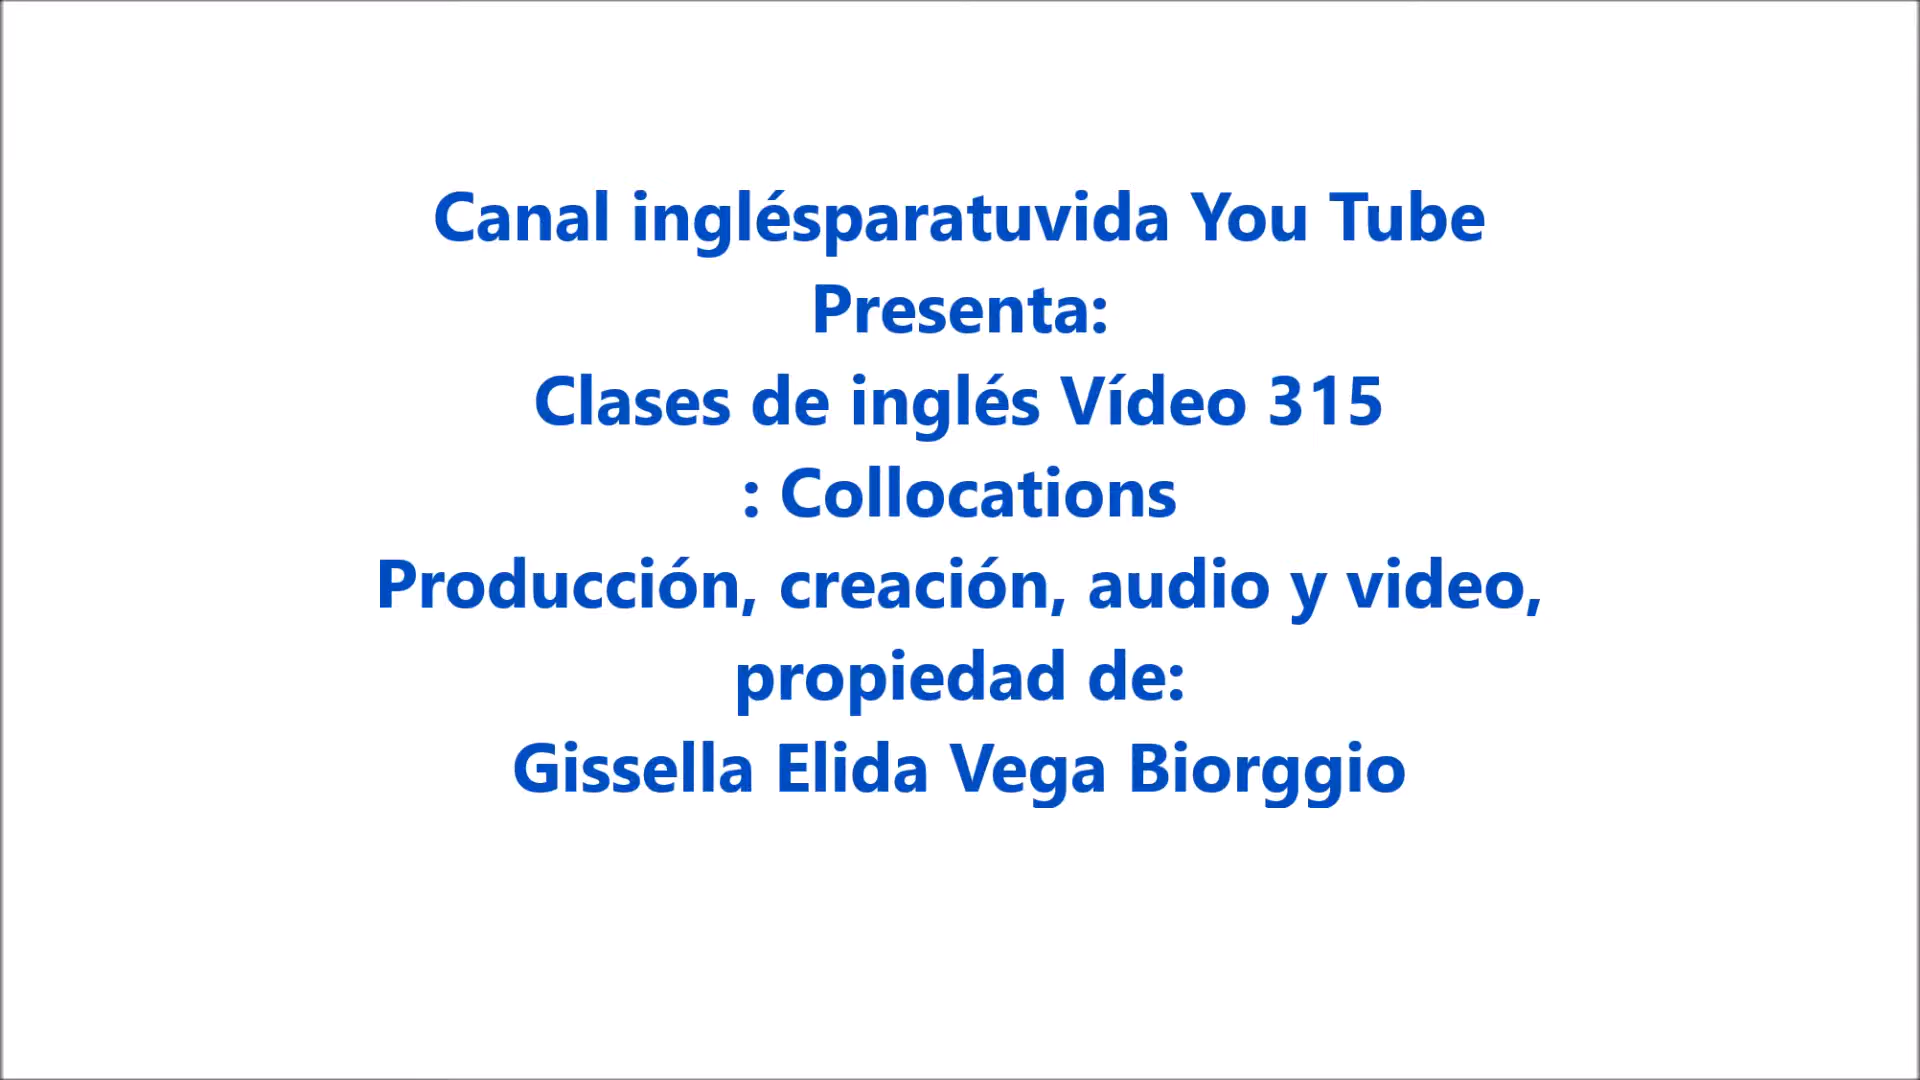 Canal inglésparatuvida You Tube
Presenta:
Clases de inglés Vídeo 315
: Collocations
Producción, creación, audio y video,
propiedad de:
Gissella Elida Vega Biorggio